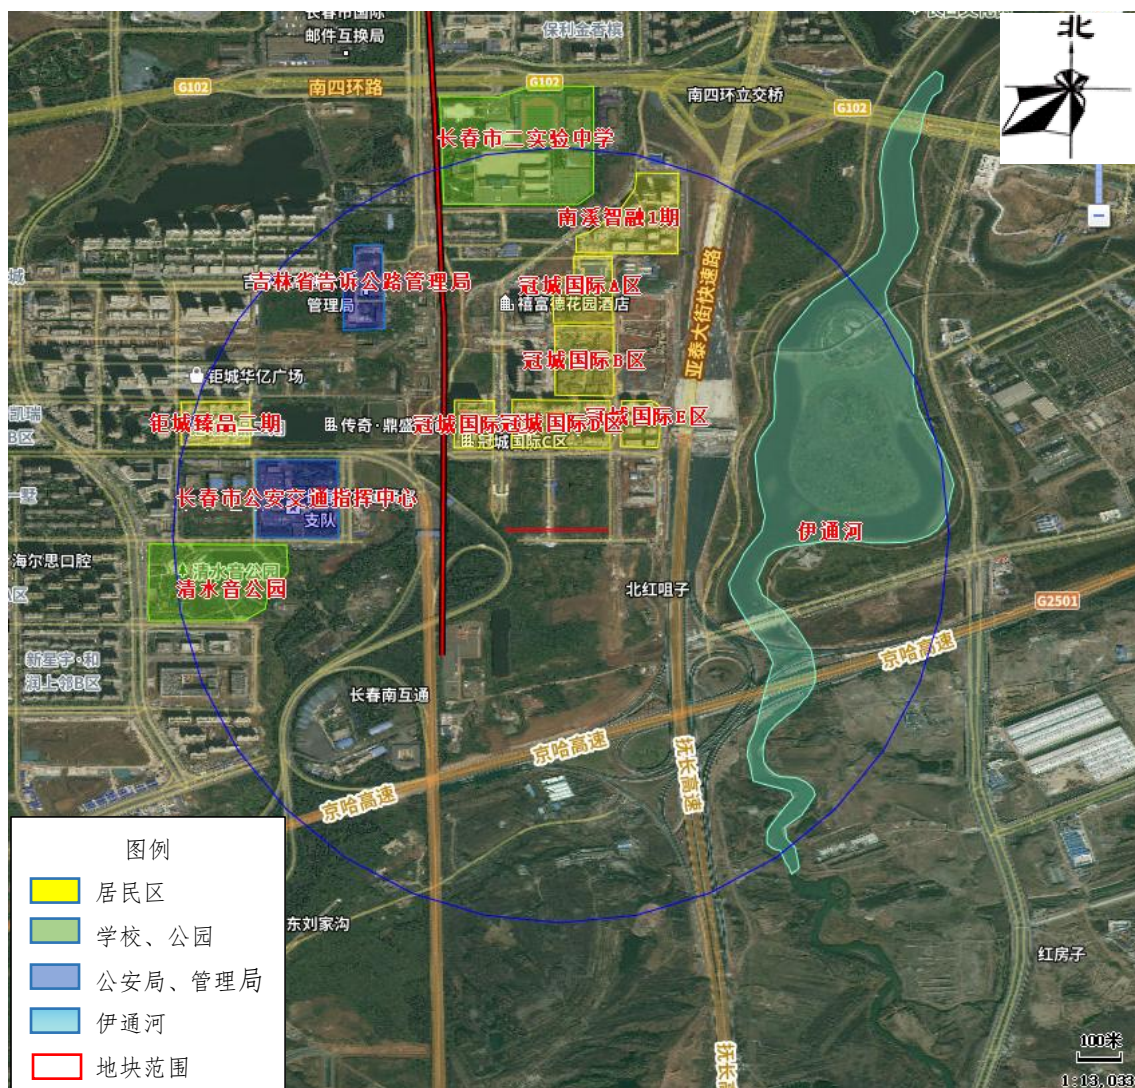 长春市国际
邮件互换局
保利金香槟
北
G102
南四环路
G102
南四环立交桥
G102
长春市二实验中学
南溪智融1期
吉林省告诉公路管理局
管理局
冠城国际A区
禧富德花园酒店
亚泰大街快速路
冠城国际B区
钜城华亿广场
凯瑞
B区
钜城臻品二期
传奇·鼎盛
冠城国际
冠城国际D区
冠城国际E区
冠城国际C区
长春市公安交通指挥中心
支队
伊通河
海尔思口腔
清水音公园
清水音公园
北红咀子
G2501
京哈高速
新星宇·和
润上邻B区
长春南互通
京哈高速
抚长高速
京哈高速
东刘家沟
红房子
抚长高
图例
居民区
学校、公园
公安局、管理局
伊通河
地块范围
100米
1:13,033